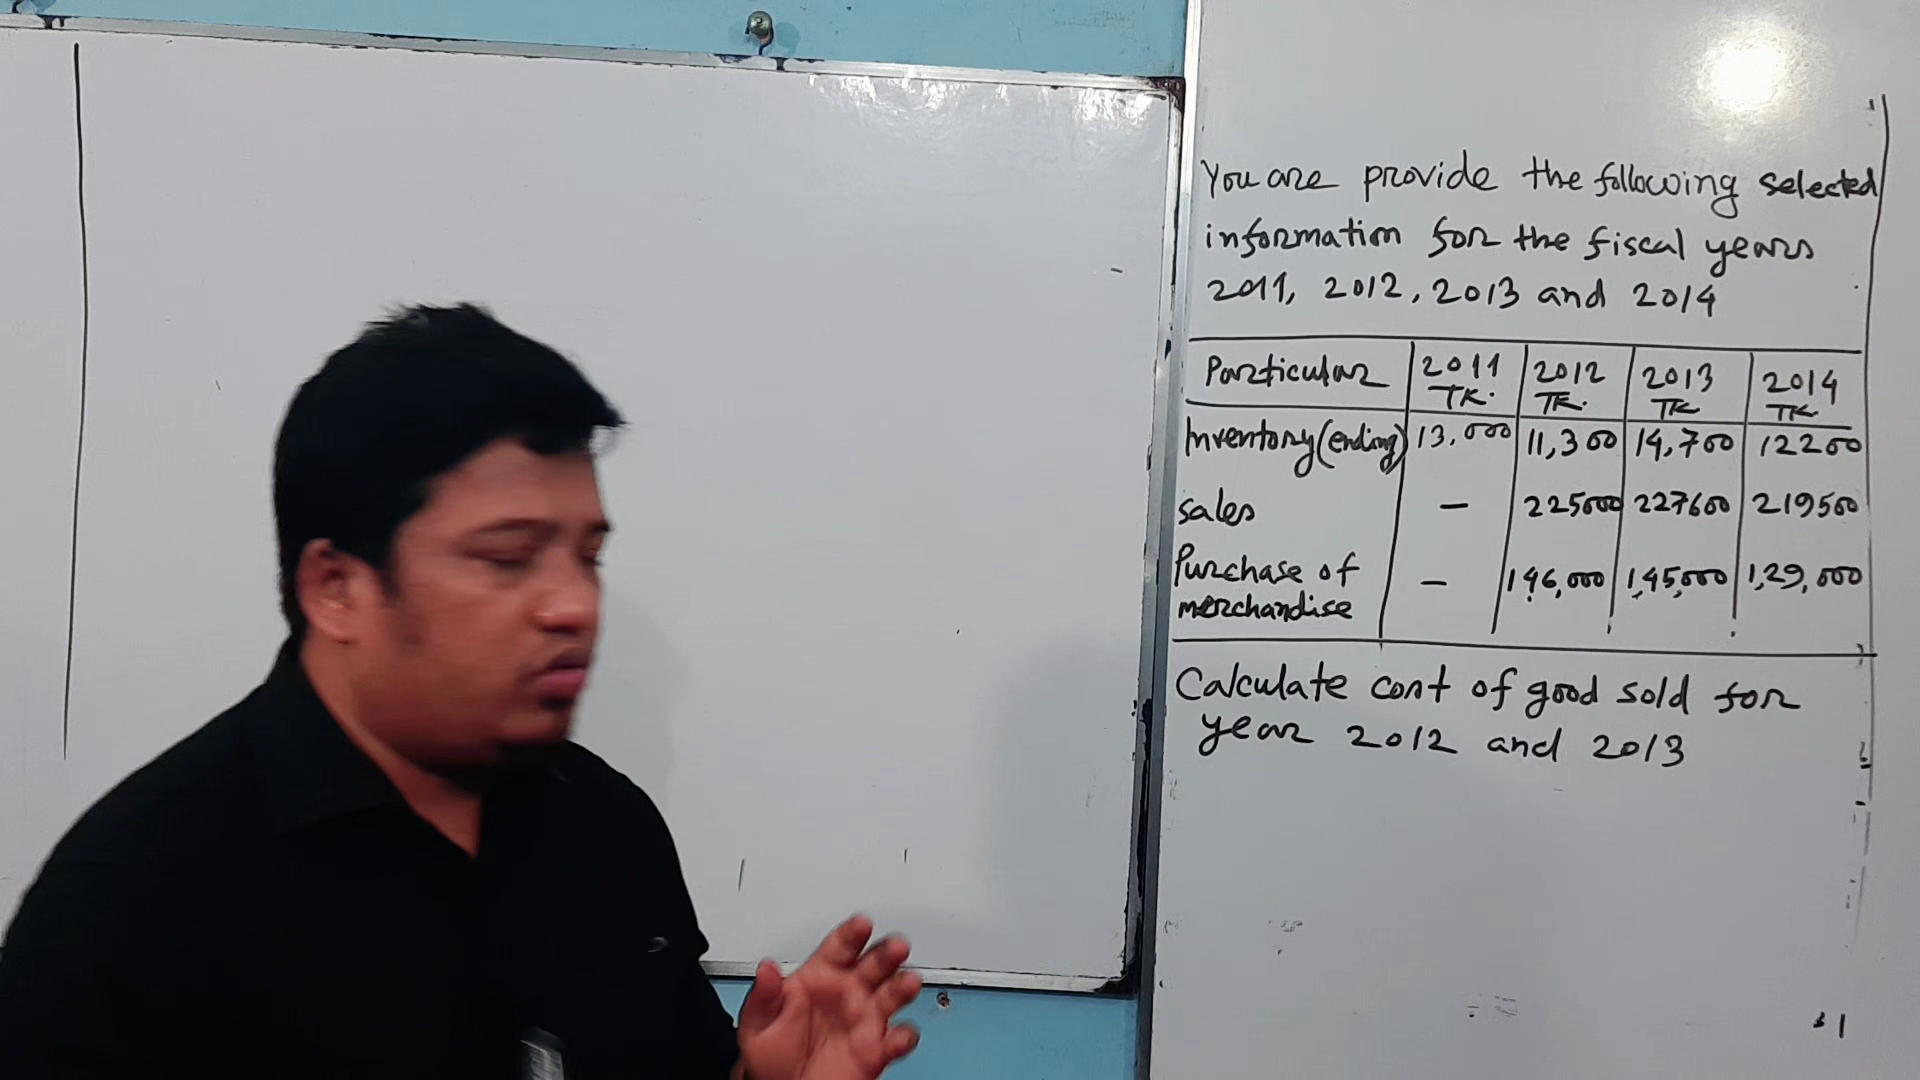 You are provide the following selected
information for the fiscal years
2011, 2012, 2013 and 2014
Particular 2011 TK. 2012 TK. 2013 TK 2014 TK
Inventory (ending) 13,000 11,300 14,700 12200
sales - 225000 227600 219500
Purchase of merchandise - 146,000 1,45,000 1,29,000
Calculate cost of good sold for
year 2012 and 2013